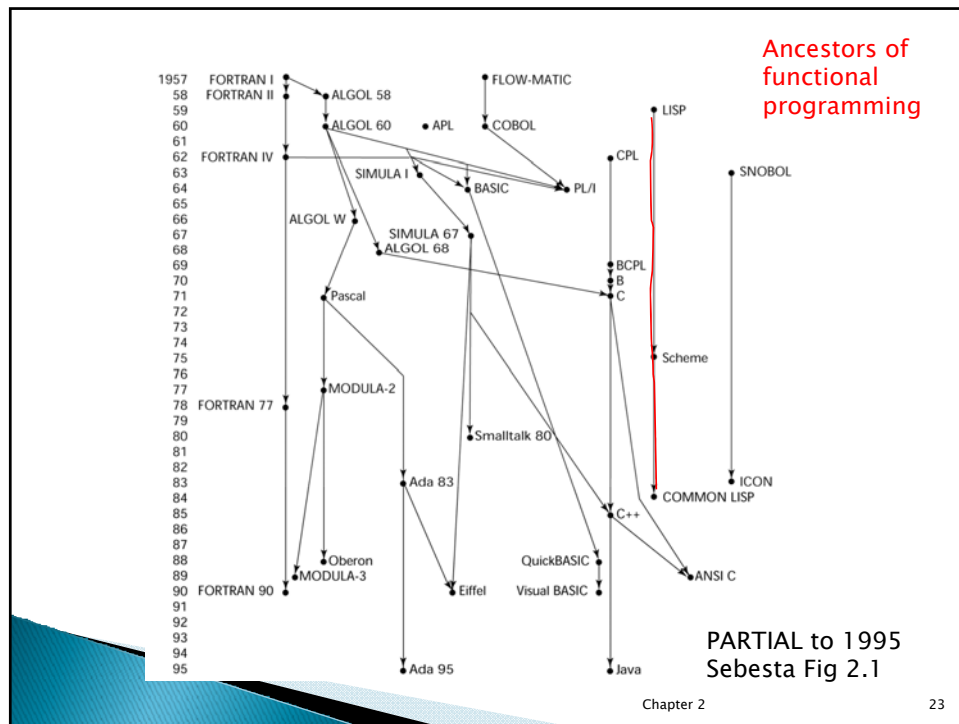 Ancestors of
functional
programming
1957 FORTRAN I FLOW-MATIC
58 FORTRAN II ALGOL 58
59 LISP
60 ALGOL 60 APL COBOL
61
62 FORTRAN IV CPL
63 SIMULA I SNOBOL
64 BASIC PL/I
65
66 ALGOL W
67 SIMULA 67
68 ALGOL 68
69 BCPL
70 B
71 Pascal C
72
73
74
75 Scheme
76
77 MODULA-2
78 FORTRAN 77
79
80 Smalltalk 80
81
82
83 Ada 83 ICON
84 COMMON LISP
85 C++
86
87
88 Oberon QuickBASIC
89 MODULA-3 ANSI C
90 FORTRAN 90 Eiffel Visual BASIC
91
92
93
94
95 Ada 95 Java
PARTIAL to 1995
Sebesta Fig 2.1
Chapter 2 23